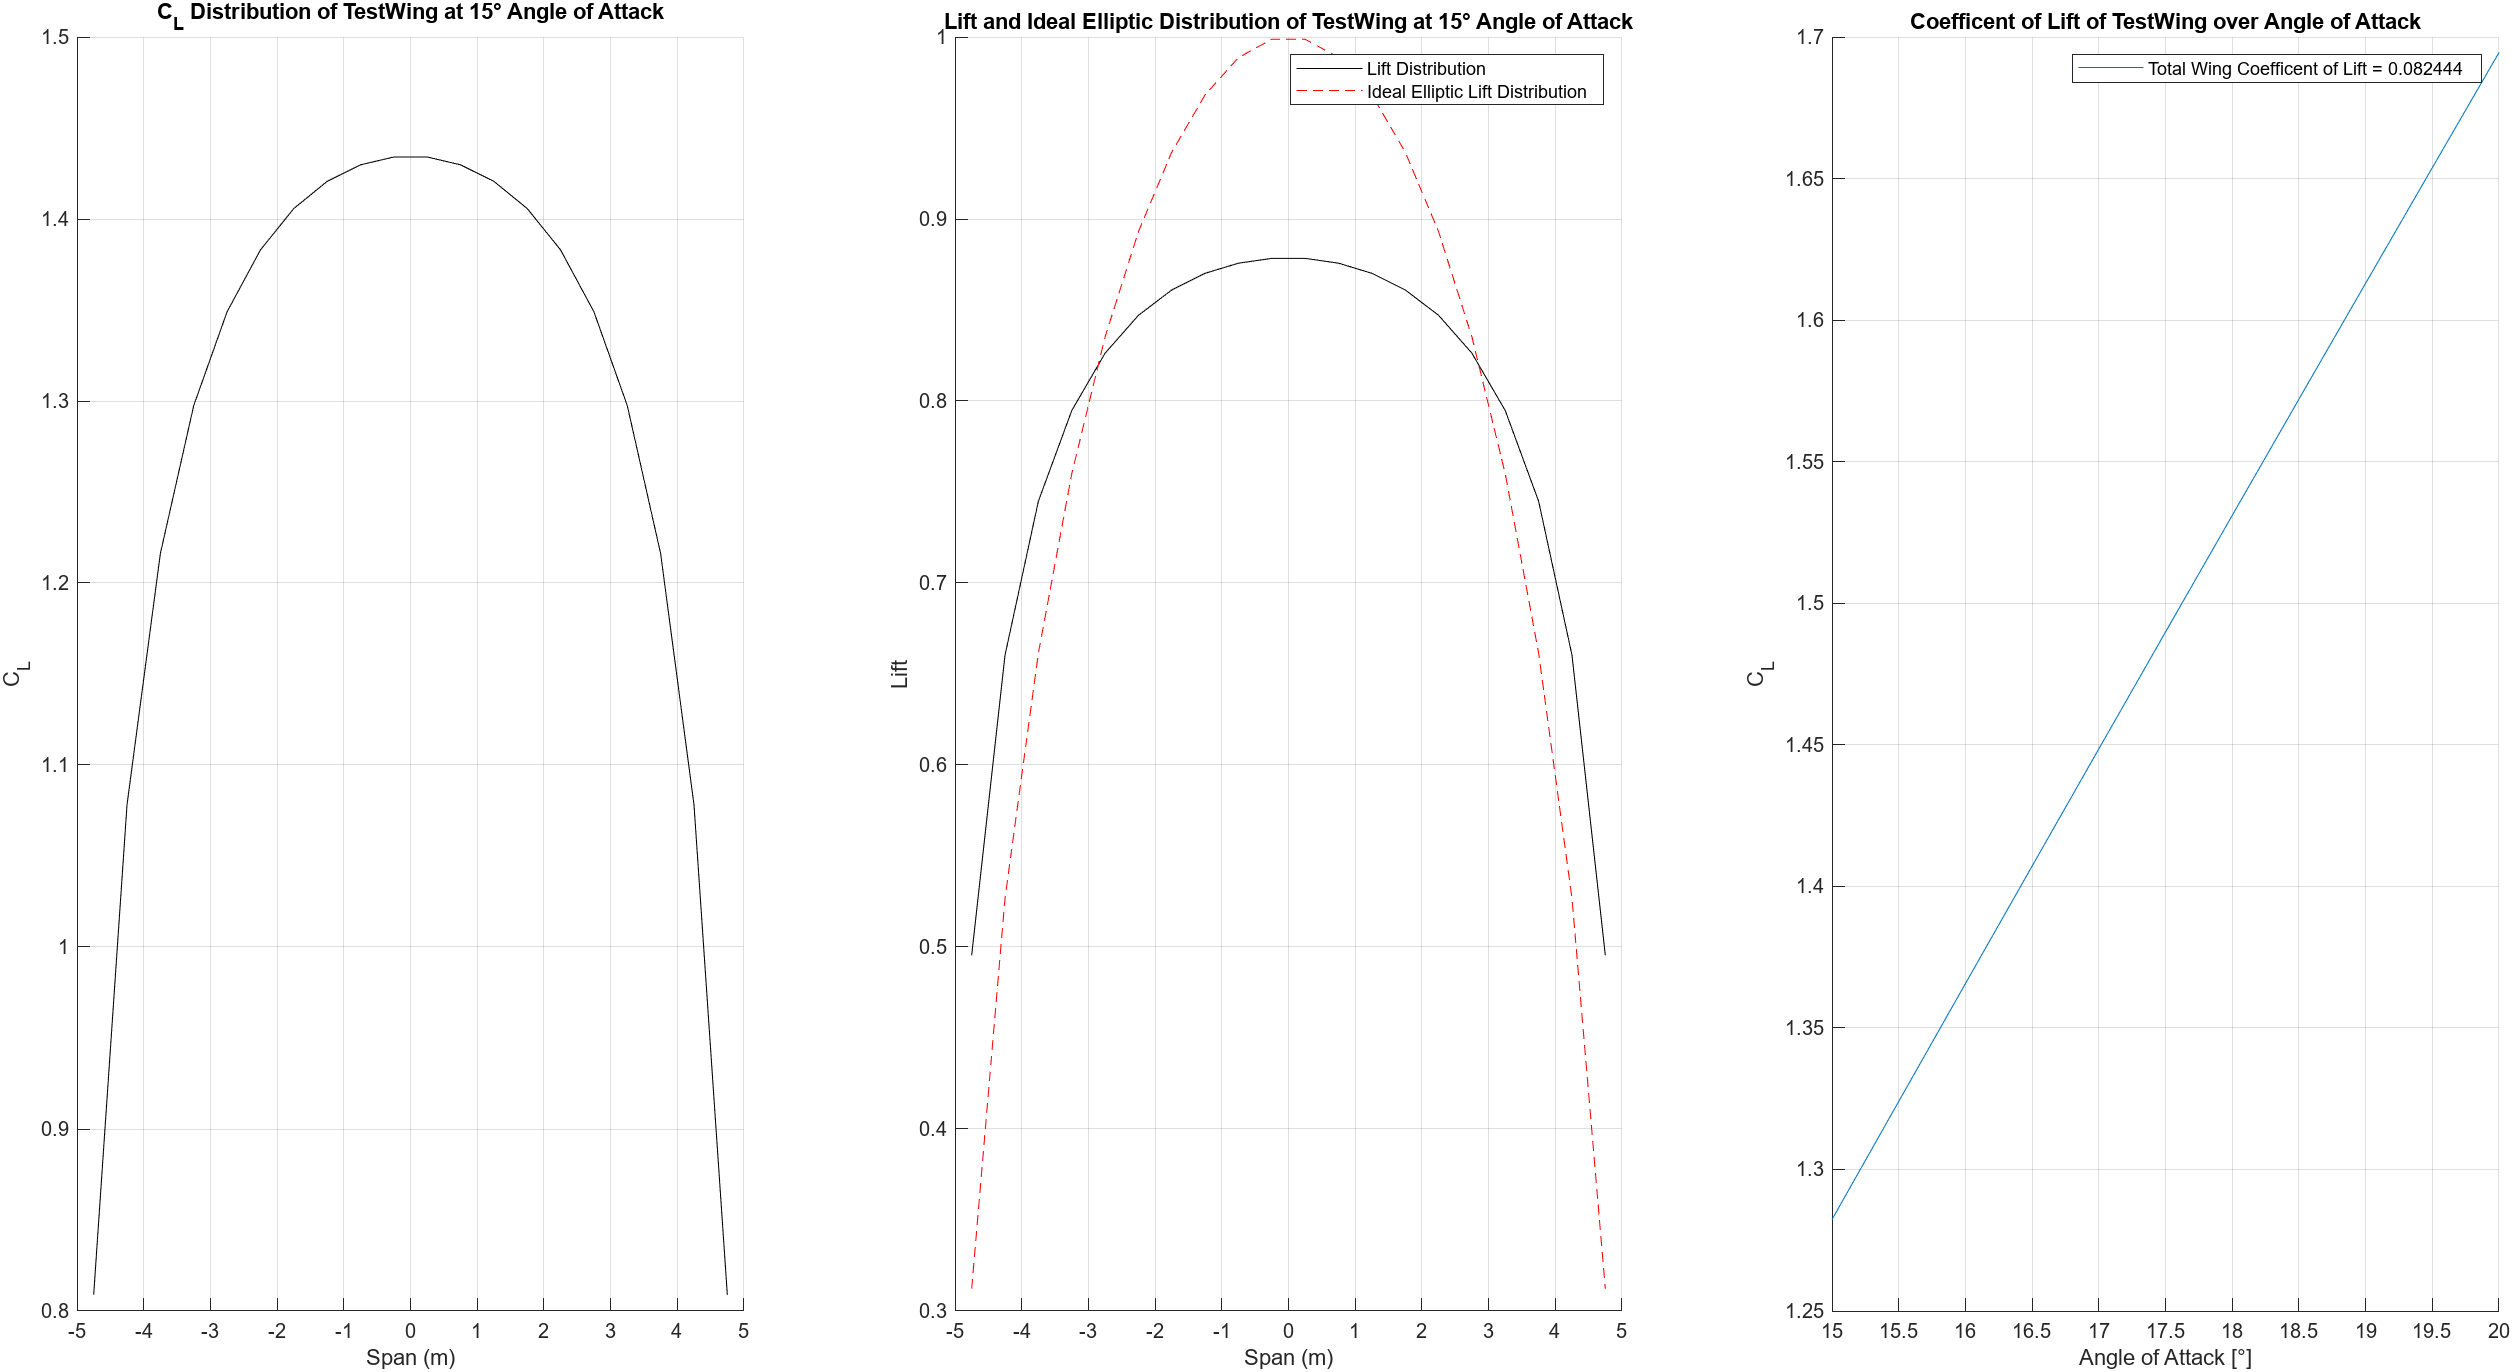 C_L Distribution of TestWing at 15° Angle of Attack
1.5
1.4
1.3
1.2
1.1
1
0.9
0.8
C_L
-5 -4 -3 -2 -1 0 1 2 3 4 5
Span (m)
Lift and Ideal Elliptic Distribution of TestWing at 15° Angle of Attack
Lift Distribution
Ideal Elliptic Lift Distribution
1
0.9
0.8
0.7
0.6
0.5
0.4
0.3
Lift
-5 -4 -3 -2 -1 0 1 2 3 4 5
Span (m)
Coefficent of Lift of TestWing over Angle of Attack
Total Wing Coefficent of Lift = 0.082444
1.7
1.65
1.6
1.55
1.5
1.45
1.4
1.35
1.3
1.25
C_L
15 15.5 16 16.5 17 17.5 18 18.5 19 19.5 20
Angle of Attack [°]